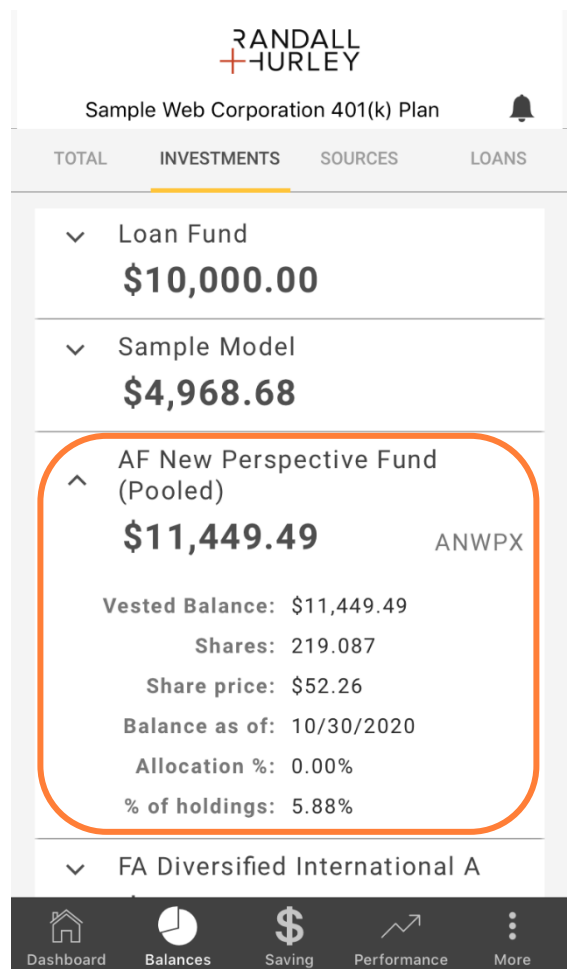 RANDALL
HURLEY
Sample Web Corporation 401(k) Plan
TOTAL INVESTMENTS SOURCES LOANS
Loan Fund
$10,000.00
Sample Model
$4,968.68
AF New Perspective Fund
(Pooled)
$11,449.49 ANWPX
Vested Balance: $11,449.49
Shares: 219.087
Share price: $52.26
Balance as of: 10/30/2020
Allocation %: 0.00%
% of holdings: 5.88%
FA Diversified International A
Dashboard Balances Saving Performance More